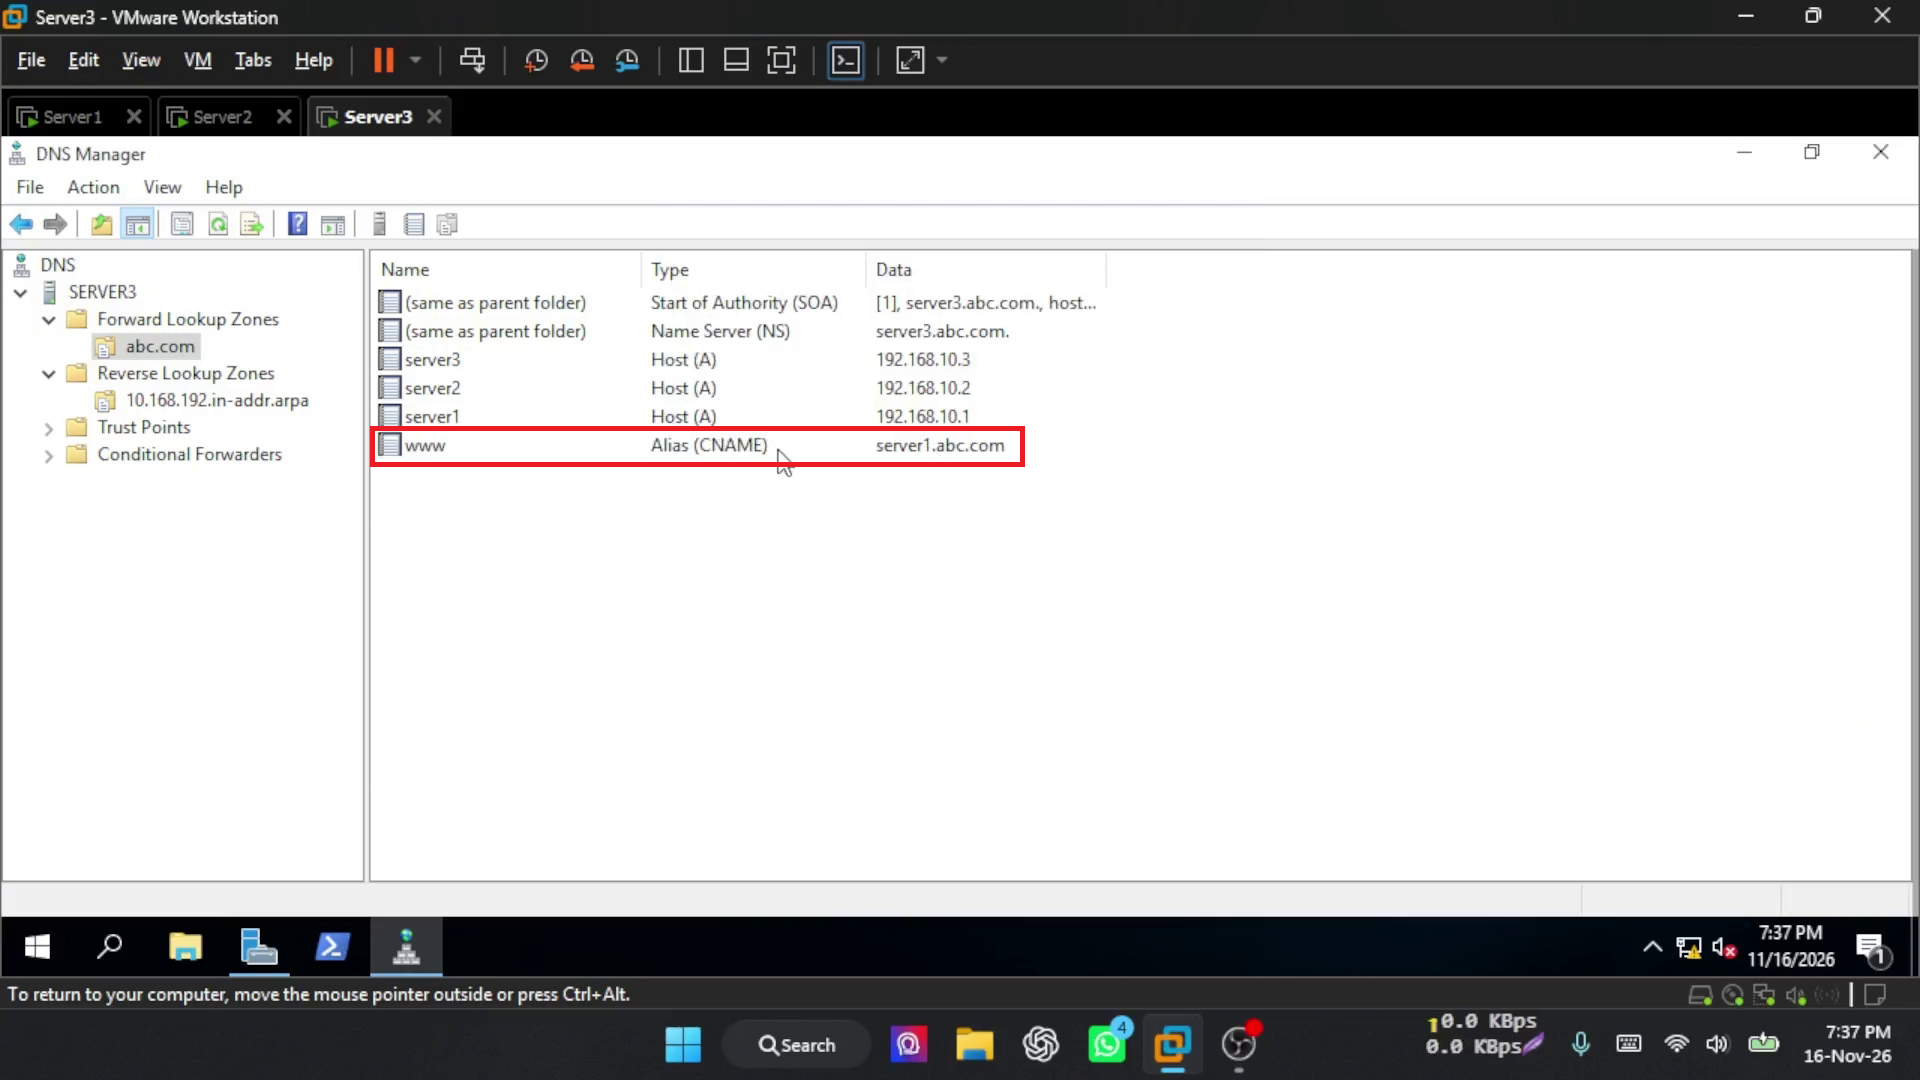 Server3 - VMware Workstation
File Edit View VM Tabs Help
Server1 Server2 Server3
DNS Manager
File Action View Help
DNS
SERVER3
Forward Lookup Zones
abc.com
Reverse Lookup Zones
10.168.192.in-addr.arpa
Trust Points
Conditional Forwarders
Name Type Data
(same as parent folder) Start of Authority (SOA) [1], server3.abc.com., host...
(same as parent folder) Name Server (NS) server3.abc.com.
server3 Host (A) 192.168.10.3
server2 Host (A) 192.168.10.2
server1 Host (A) 192.168.10.1
www Alias (CNAME) server1.abc.com
7:37 PM
11/16/2026
1
To return to your computer, move the mouse pointer outside or press Ctrl+Alt.
Search
4
0.0 KBps
0.0 KBps
7:37 PM
16-Nov-26